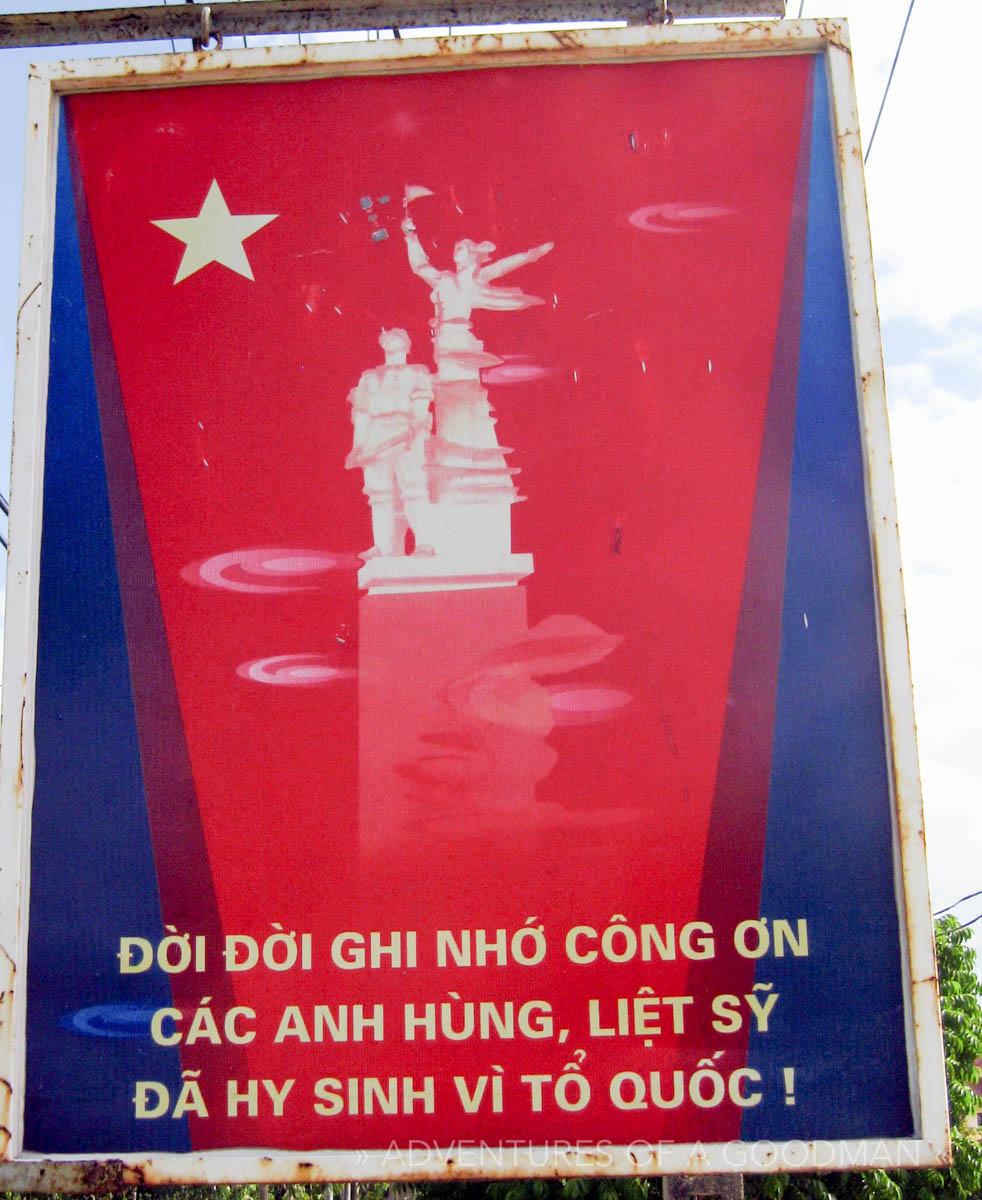 ĐỜI ĐỜI GHI NHỚ CÔNG ƠN
CÁC ANH HÙNG, LIỆT SỸ
ĐÃ HY SINH VÌ TỔ QUỐC !
» ADVENTURES OF A GOODMAN «